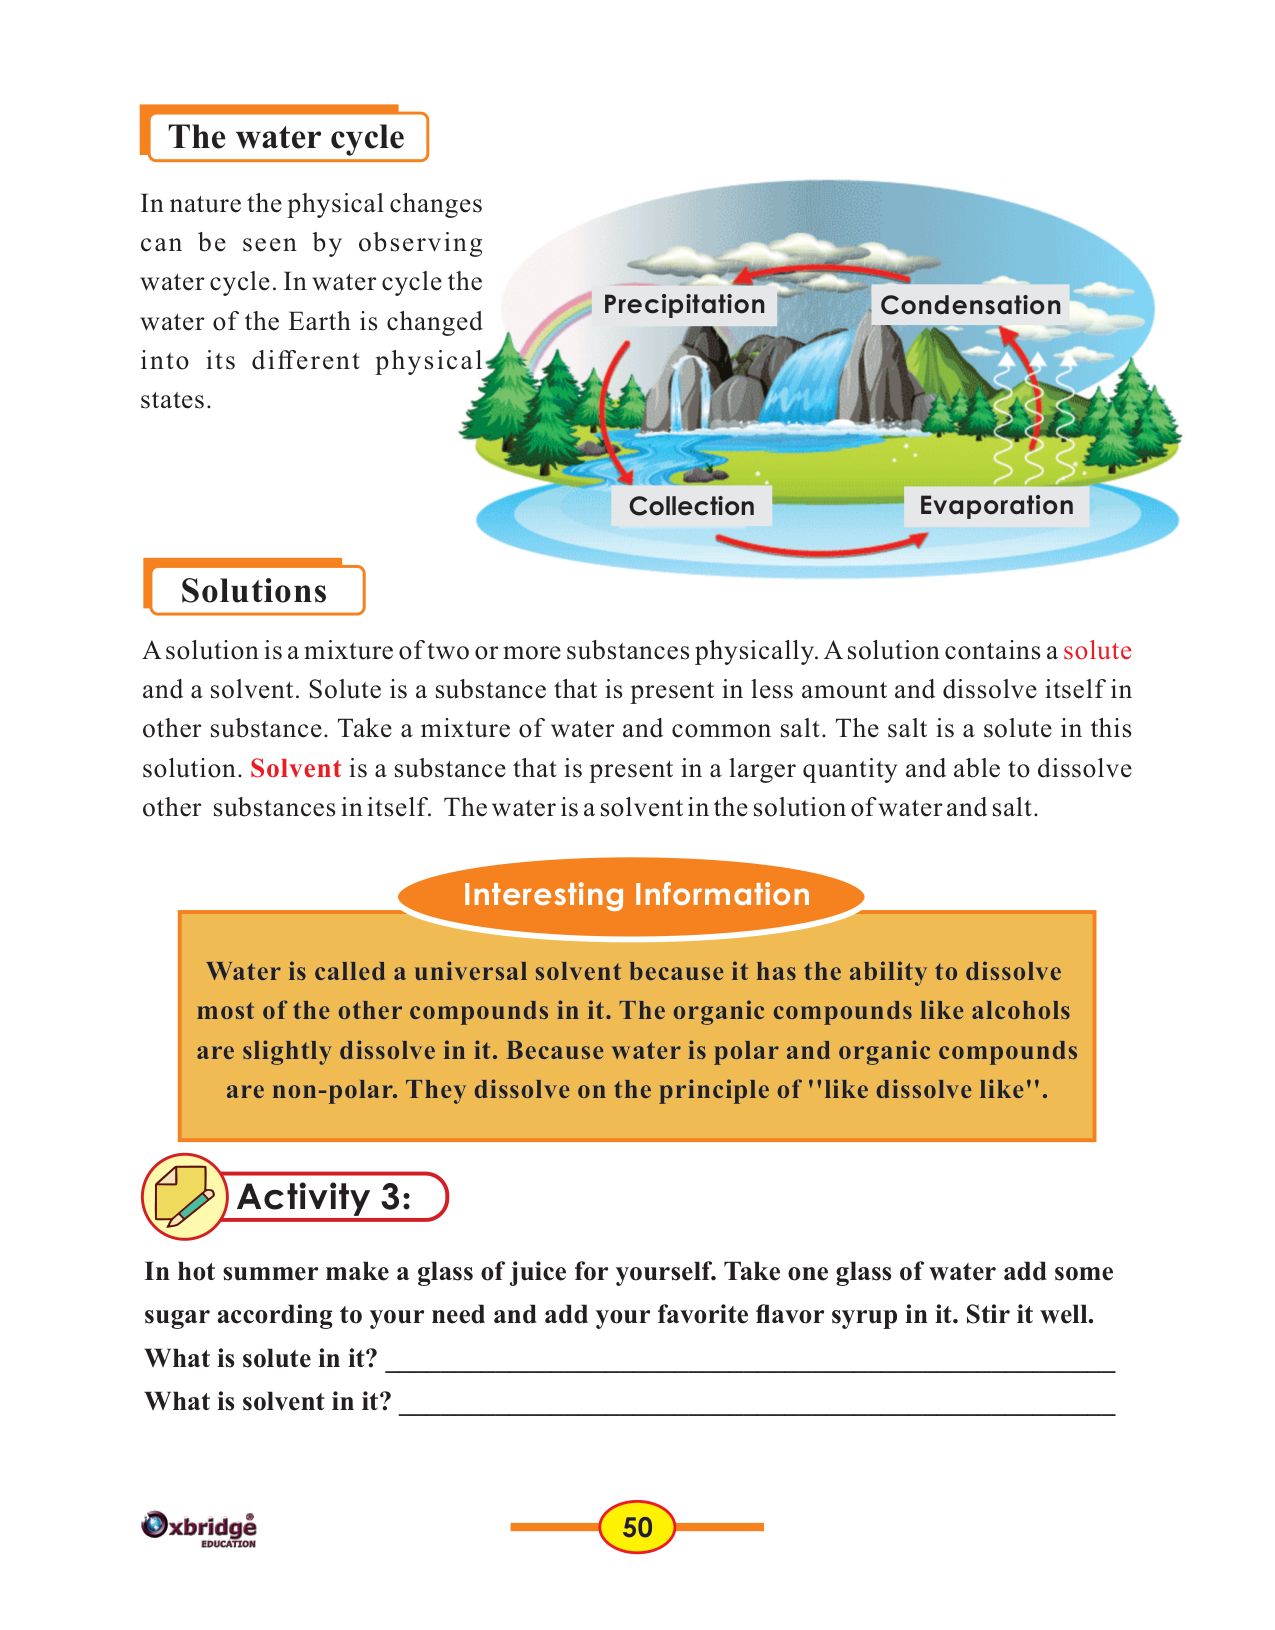 The water cycle
In nature the physical changes
can be seen by observing
water cycle. In water cycle the
water of the Earth is changed
into its different physical
states.
Precipitation
Condensation
Collection
Evaporation
Solutions
A solution is a mixture of two or more substances physically. A solution contains a solute
and a solvent. Solute is a substance that is present in less amount and dissolve itself in
other substance. Take a mixture of water and common salt. The salt is a solute in this
solution. Solvent is a substance that is present in a larger quantity and able to dissolve
other substances in itself. The water is a solvent in the solution of water and salt.
Interesting Information
Water is called a universal solvent because it has the ability to dissolve
most of the other compounds in it. The organic compounds like alcohols
are slightly dissolve in it. Because water is polar and organic compounds
are non-polar. They dissolve on the principle of ''like dissolve like''.
Activity 3:
In hot summer make a glass of juice for yourself. Take one glass of water add some
sugar according to your need and add your favorite flavor syrup in it. Stir it well.
What is solute in it? ____________________________________________________
What is solvent in it? ___________________________________________________
Oxbridge®
EDUCATION
50